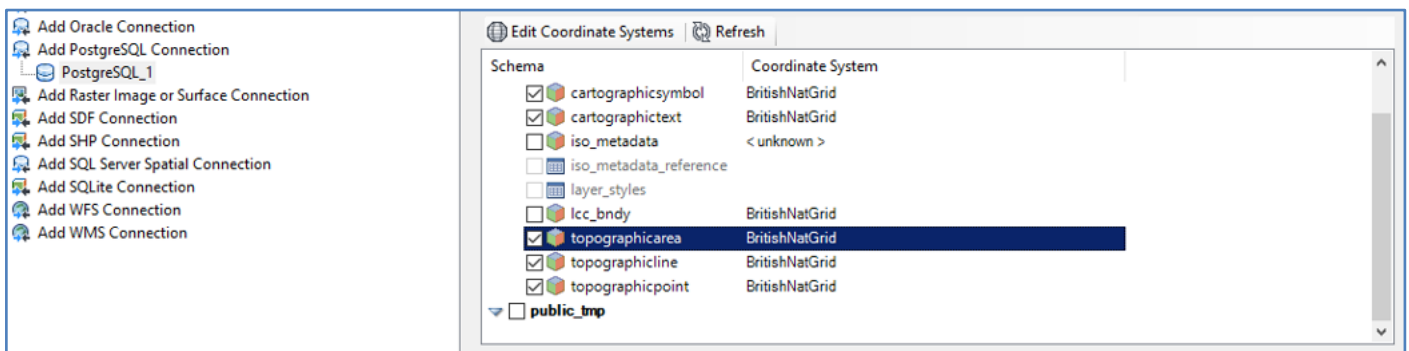 Add Oracle Connection
Add PostgreSQL Connection
PostgreSQL_1
Add Raster Image or Surface Connection
Add SDF Connection
Add SHP Connection
Add SQL Server Spatial Connection
Add SQLite Connection
Add WFS Connection
Add WMS Connection
Edit Coordinate Systems Refresh
Schema Coordinate System
cartographicsymbol BritishNatGrid
cartographictext BritishNatGrid
iso_metadata < unknown >
iso_metadata_reference
layer_styles
lcc_bndy BritishNatGrid
topographicarea BritishNatGrid
topographicline BritishNatGrid
topographicpoint BritishNatGrid
public_tmp